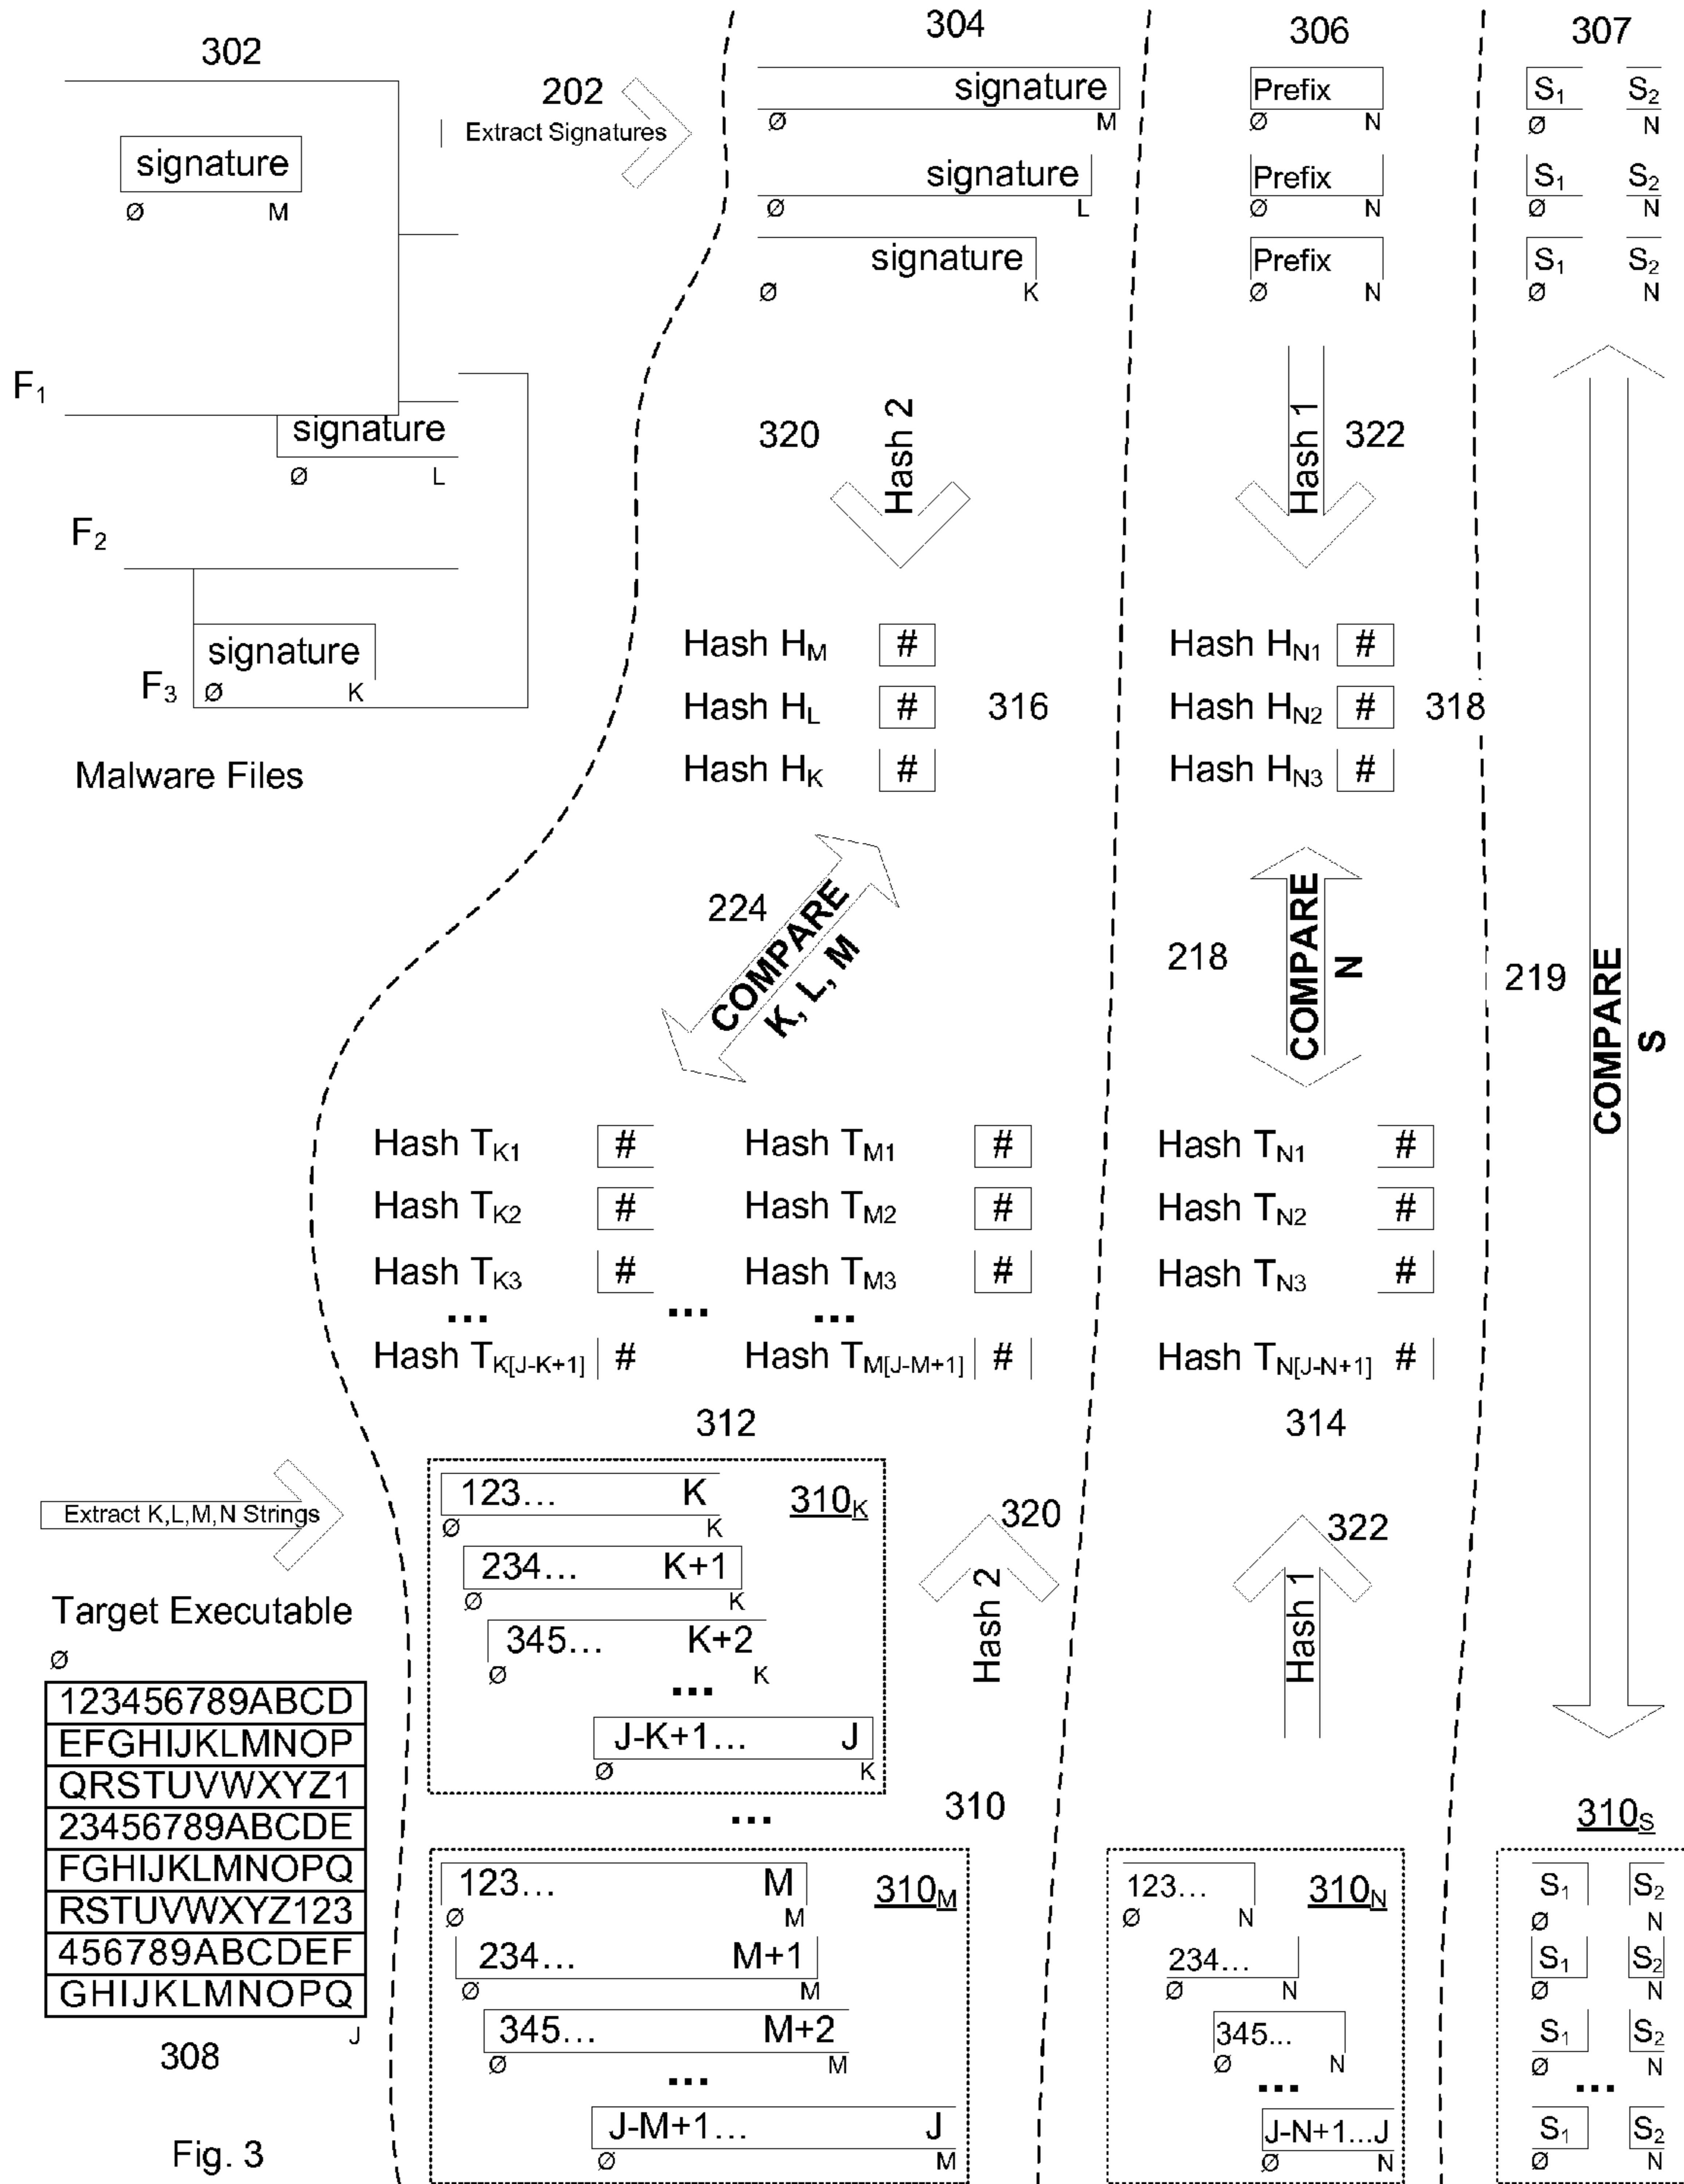 302
signature
Ø M
F1
signature
Ø L
F2
signature
F3 Ø K
Malware Files
202
Extract Signatures
304
signature
Ø M
signature
Ø L
signature
Ø K
306
Prefix
Ø N
Prefix
Ø N
Prefix
Ø N
307
S1 S2
Ø N
S1 S2
Ø N
S1 S2
Ø N
320
Hash 2
322
Hash 1
Hash HM #
Hash HL #
Hash HK #
316
Hash HN1 #
Hash HN2 #
Hash HN3 #
318
224
COMPARE
K, L, M
218
COMPARE
N
219
COMPARE
S
Hash TK1 #
Hash TK2 #
Hash TK3 #
...
Hash TK[J-K+1] #
...
Hash TM1 #
Hash TM2 #
Hash TM3 #
...
Hash TM[J-M+1] #
312
Hash TN1 #
Hash TN2 #
Hash TN3 #
Hash TN[J-N+1] #
314
Extract K,L,M,N Strings
Target Executable
Ø
123456789ABCD
EFGHIJKLMNOP
QRSTUVWXYZ1
23456789ABCDE
FGHIJKLMNOPQ
RSTUVWXYZ123
456789ABCDEF
GHIJKLMNOPQ
J
308
310K
123... K
Ø K
234... K+1
Ø K
345... K+2
Ø K
...
J-K+1... J
Ø K
320
Hash 2
322
Hash 1
...
310
310M
123... M
Ø M
234... M+1
Ø M
345... M+2
Ø M
...
J-M+1... J
Ø M
310N
123...
Ø N
234...
Ø N
345...
Ø N
...
J-N+1...J
Ø N
310S
S1 S2
Ø N
S1 S2
Ø N
S1 S2
Ø N
...
S1 S2
Ø N
Fig. 3